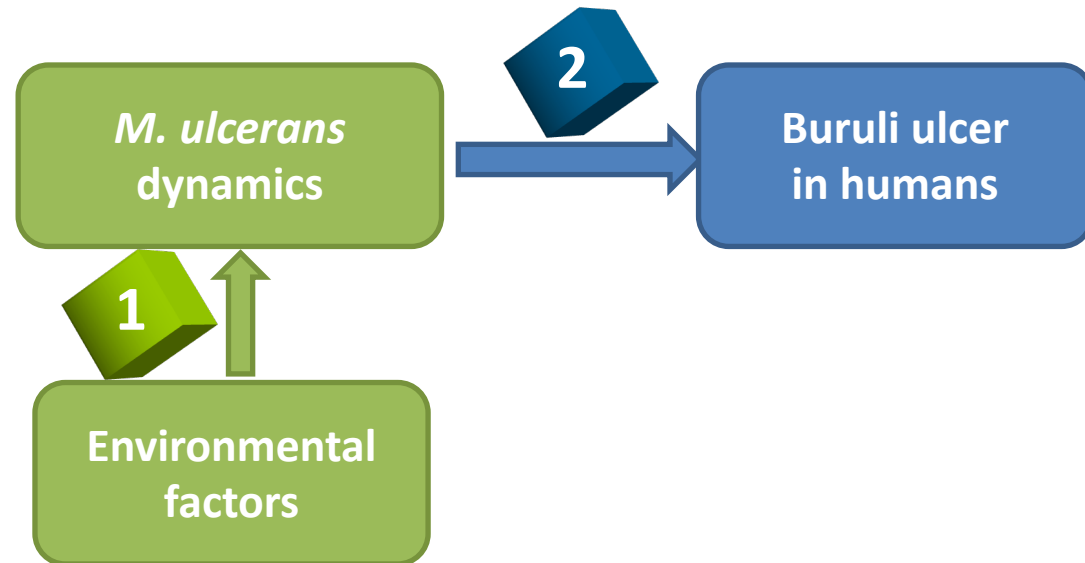 2
M. ulcerans
dynamics
Buruli ulcer
in humans
1
Environmental
factors